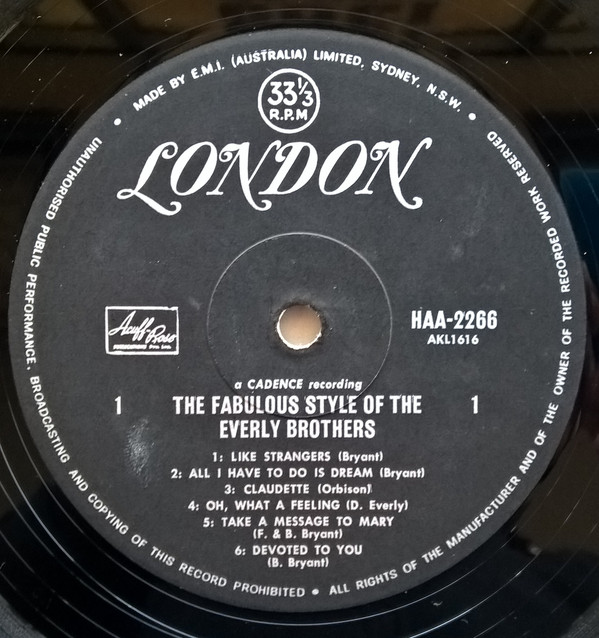 • MADE BY E.M.I. (AUSTRALIA) LIMITED, SYDNEY, N.S.W. •
33⅓
R.P.M
LONDON
Acuff-Rose
HAA-2266
AKL1616
a CADENCE recording
1 THE FABULOUS STYLE OF THE 1
EVERLY BROTHERS
1: LIKE STRANGERS (Bryant)
2: ALL I HAVE TO DO IS DREAM (Bryant)
3: CLAUDETTE (Orbison)
4: OH, WHAT A FEELING (D. Everly)
5: TAKE A MESSAGE TO MARY
(F. & B. Bryant)
6: DEVOTED TO YOU
(B. Bryant)
UNAUTHORISED PUBLIC PERFORMANCE, BROADCASTING AND COPYING OF THIS RECORD PROHIBITED • ALL RIGHTS OF THE MANUFACTURER AND OF THE OWNER OF THE RECORDED WORK RESERVED